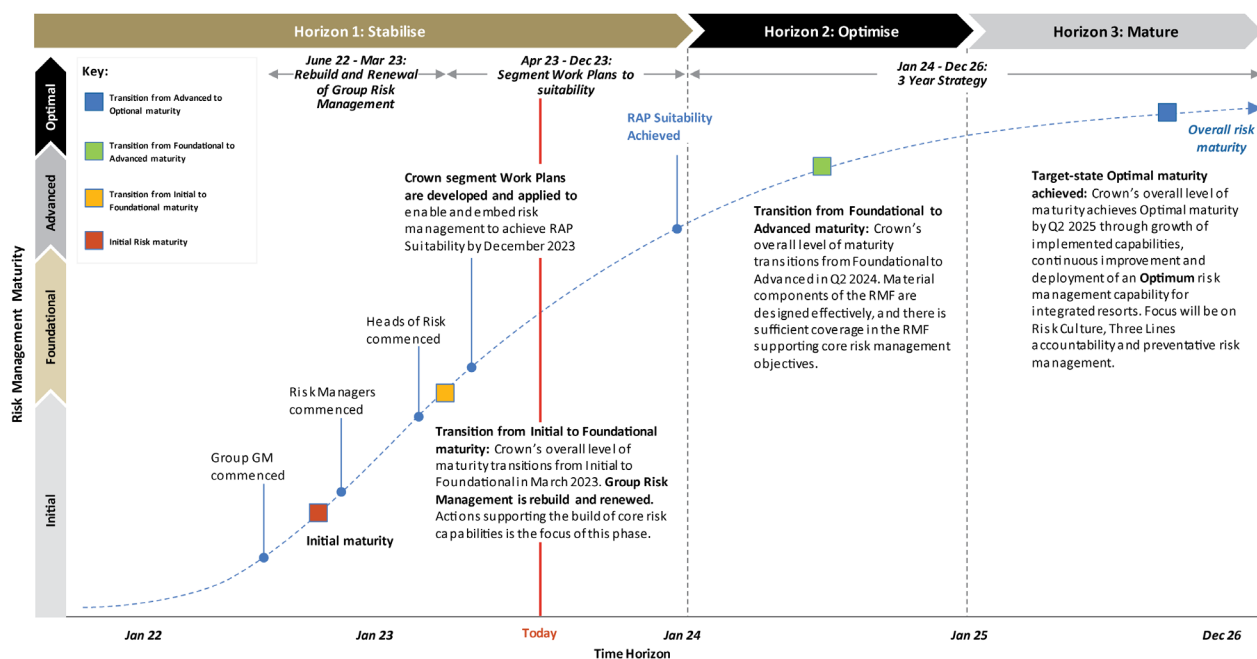 Horizon 1: Stabilise
Horizon 2: Optimise
Horizon 3: Mature
June 22 - Mar 23:
Rebuild and Renewal
of Group Risk
Management
Apr 23 - Dec 23:
Segment Work Plans to
suitability
Jan 24 - Dec 26:
3 Year Strategy
Key:
Transition from Advanced to
Optional maturity
Transition from Foundational to
Advanced maturity
Transition from Initial to
Foundational maturity
Initial Risk maturity
Risk Management Maturity
Optimal
Advanced
Foundational
Initial
Group GM
commenced
Risk Managers
commenced
Heads of Risk
commenced
Crown segment Work Plans
are developed and applied to
enable and embed risk
management to achieve RAP
Suitability by December 2023
RAP Suitability
Achieved
Overall risk
maturity
Initial maturity
Transition from Initial to Foundational
maturity: Crown's overall level of
maturity transitions from Initial to
Foundational in March 2023. Group Risk
Management is rebuild and renewed.
Actions supporting the build of core risk
capabilities is the focus of this phase.
Transition from Foundational to
Advanced maturity: Crown's
overall level of maturity
transitions from Foundational to
Advanced in Q2 2024. Material
components of the RMF are
designed effectively, and there is
sufficient coverage in the RMF
supporting core risk management
objectives.
Target-state Optimal maturity
achieved: Crown's overall level of
maturity achieves Optimal maturity
by Q2 2025 through growth of
implemented capabilities,
continuous improvement and
deployment of an Optimum risk
management capability for
integrated resorts. Focus will be on
Risk Culture, Three Lines
accountability and preventative risk
management.
Jan 22
Jan 23
Today
Jan 24
Jan 25
Dec 26
Time Horizon